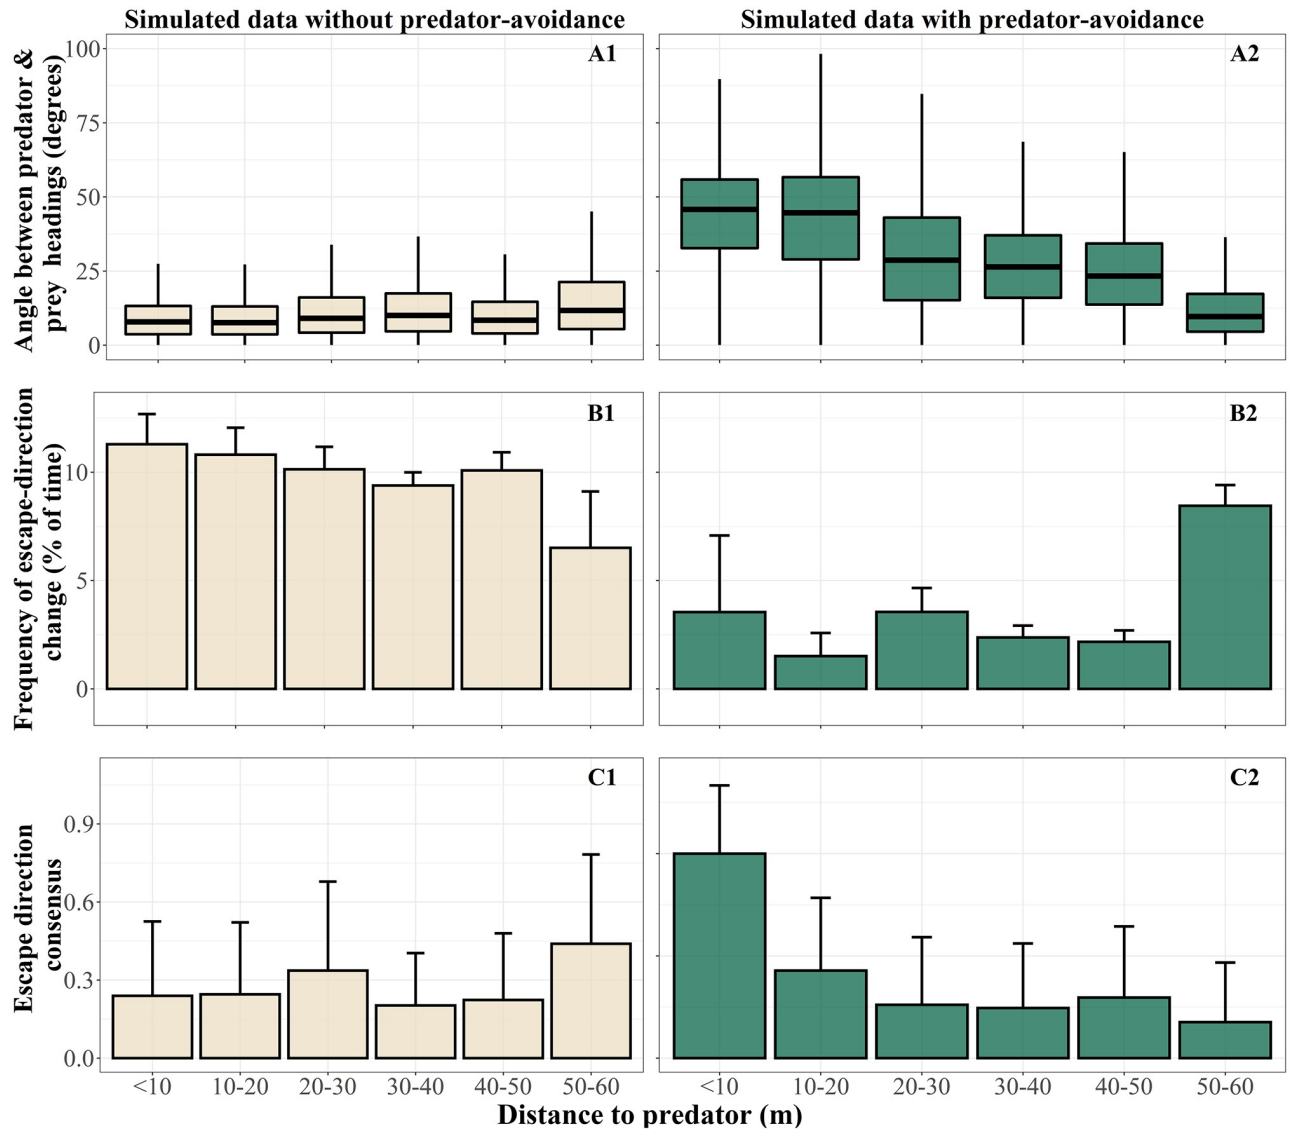 Simulated data without predator-avoidance
Simulated data with predator-avoidance
Angle between predator &
prey headings (degrees)
100
75
50
25
0
A1
A2
Frequency of escape-direction
change (% of time)
10
5
0
B1
B2
Escape direction
consensus
0.9
0.6
0.3
0.0
C1
C2
<10 10-20 20-30 30-40 40-50 50-60
<10 10-20 20-30 30-40 40-50 50-60
Distance to predator (m)